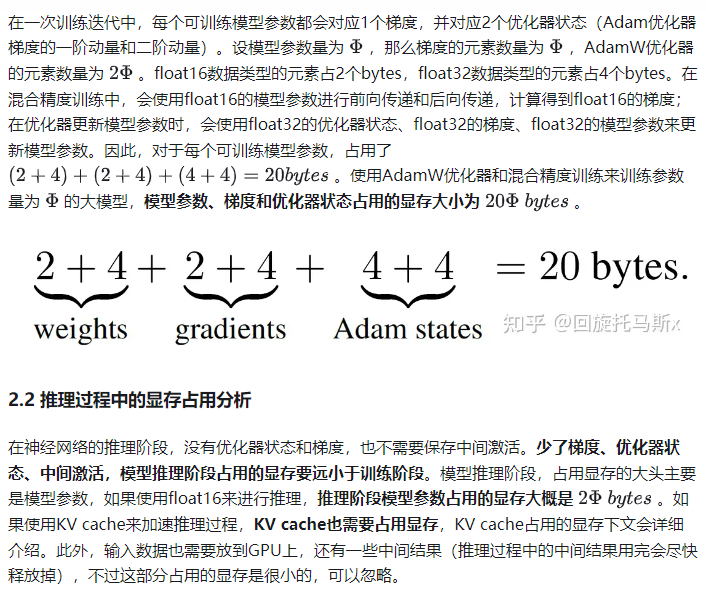 在一次训练迭代中，每个可训练模型参数都会对应1个梯度，并对应2个优化器状态（Adam优化器
梯度的一阶动量和二阶动量）。设模型参数量为 Φ ，那么梯度的元素数量为 Φ ，AdamW优化器
的元素数量为 2Φ 。float16数据类型的元素占2个bytes，float32数据类型的元素占4个bytes。在
混合精度训练中，会使用float16的模型参数进行前向传递和后向传递，计算得到float16的梯度；
在优化器更新模型参数时，会使用float32的优化器状态、float32的梯度、float32的模型参数来更
新模型参数。因此，对于每个可训练模型参数，占用了
(2 + 4) + (2 + 4) + (4 + 4) = 20bytes 。使用AdamW优化器和混合精度训练来训练参数
量为 Φ 的大模型，模型参数、梯度和优化器状态占用的显存大小为 20Φ bytes 。
2 + 4 + 2 + 4 + 4 + 4 = 20 bytes.
weights gradients Adam states 知乎 @回旋托马斯x
2.2 推理过程中的显存占用分析
在神经网络的推理阶段，没有优化器状态和梯度，也不需要保存中间激活。少了梯度、优化器状
态、中间激活，模型推理阶段占用的显存要远小于训练阶段。模型推理阶段，占用显存的大头主要
是模型参数，如果使用float16来进行推理，推理阶段模型参数占用的显存大概是 2Φ bytes 。如
果使用KV cache来加速推理过程，KV cache也需要占用显存，KV cache占用的显存下文会详细
介绍。此外，输入数据也需要放到GPU上，还有一些中间结果（推理过程中的中间结果用完会尽快
释放掉），不过这部分占用的显存是很小的，可以忽略。